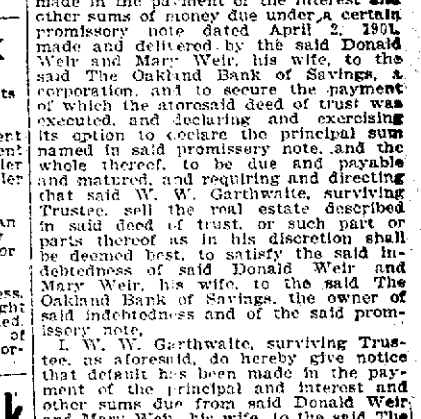 made in the payment of the interest and
other sums of money due under a certain
promissory note dated April 2, 1901,
made and delivered by the said Donald
Weir and Mary Weir, his wife, to the
said The Oakland Bank of Savings, a
corporation, and to secure the payment
of which the aforesaid deed of trust was
executed, and declaring and exercising
its option to declare the principal sum
named in said promissory note, and the
whole thereof, to be due and payable
and matured, and requiring and directing
that said W. W. Garthwaite, surviving
Trustee, sell the real estate described
in said deed of trust, or such part or
parts thereof as in his discretion shall
be deemed best, to satisfy the said in-
debtedness of said Donald Weir and
Mary Weir, his wife, to the said The
Oakland Bank of Savings, the owner of
said indebtedness and of the said prom-
issory note,
I, W. W. Garthwaite, surviving Trus-
tee, as aforesaid, do hereby give notice
that default has been made in the pay-
ment of the principal and interest and
other sums due from said Donald Weir
and Mary Weir, his wife, to the said The